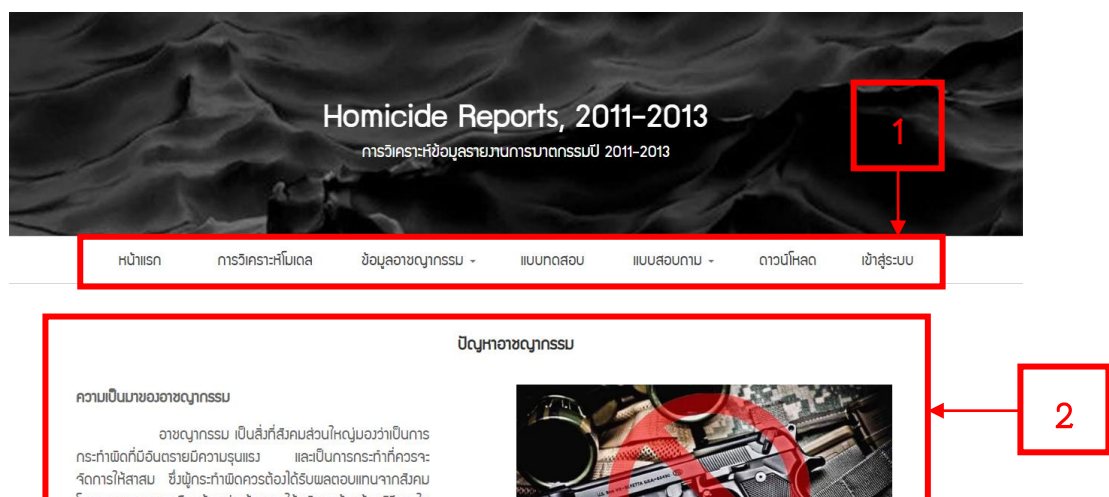 Homicide Reports, 2011-2013
การวิเคราะห์ข้อมูลรายงานการฆาตกรรมปี 2011-2013
1
หน้าแรก การวิเคราะห์โมเดล ข้อมูลอาชญากรรม แบบทดสอบ แบบสอบถาม ดาวน์โหลด เข้าสู่ระบบ
ปัญหาอาชญากรรม
ความเป็นมาของอาชญากรรม
อาชญากรรม เป็นสิ่งที่สังคมส่วนใหญ่มองว่าเป็นการ
กระทำผิดที่มีอันตรายมีความรุนแรง และเป็นการกระทำที่ควรจะ
จัดการให้สาสม ซึ่งผู้กระทำผิดควรต้องได้รับผลตอบแทนจากสังคม
2